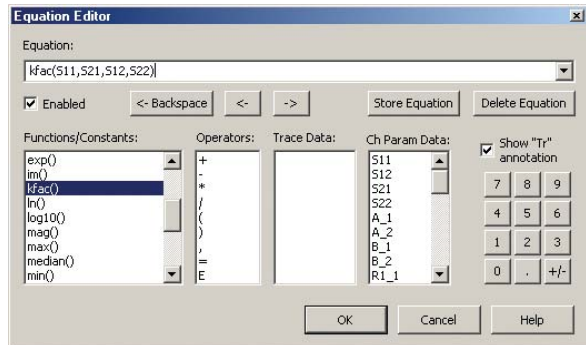 Equation Editor
Equation:
kfac(S11,S21,S12,S22)
Enabled
<- Backspace
<-
->
Store Equation
Delete Equation
Functions/Constants:
exp()
im()
kfac()
ln()
log10()
mag()
max()
median()
min()
Operators:
+
-
*
/
(
)
,
=
E
Trace Data:
Ch Param Data:
S11
S12
S21
S22
A_1
A_2
B_1
B_2
R1_1
Show "Tr"
annotation
7 8 9
4 5 6
1 2 3
0 . +/-
OK
Cancel
Help